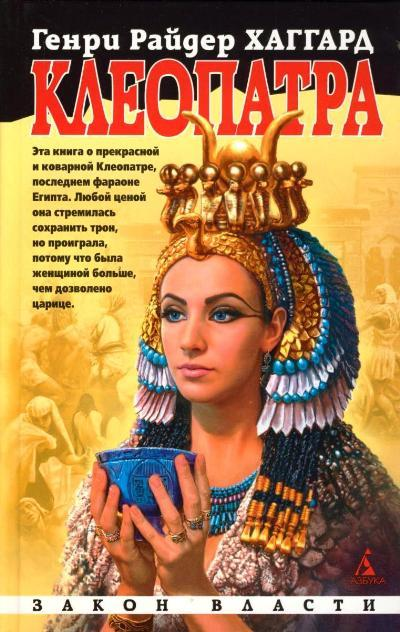 Генри Райдер ХАГГАРД
КЛЕОПАТРА
Эта книга о прекрасной
и коварной Клеопатре,
последнем фараоне
Египта. Любой ценой
она стремилась
сохранить трон,
но проиграла,
потому что была
женщиной больше,
чем дозволено
царице.
АЗБУКА
ЗАКОН ВЛАСТИ